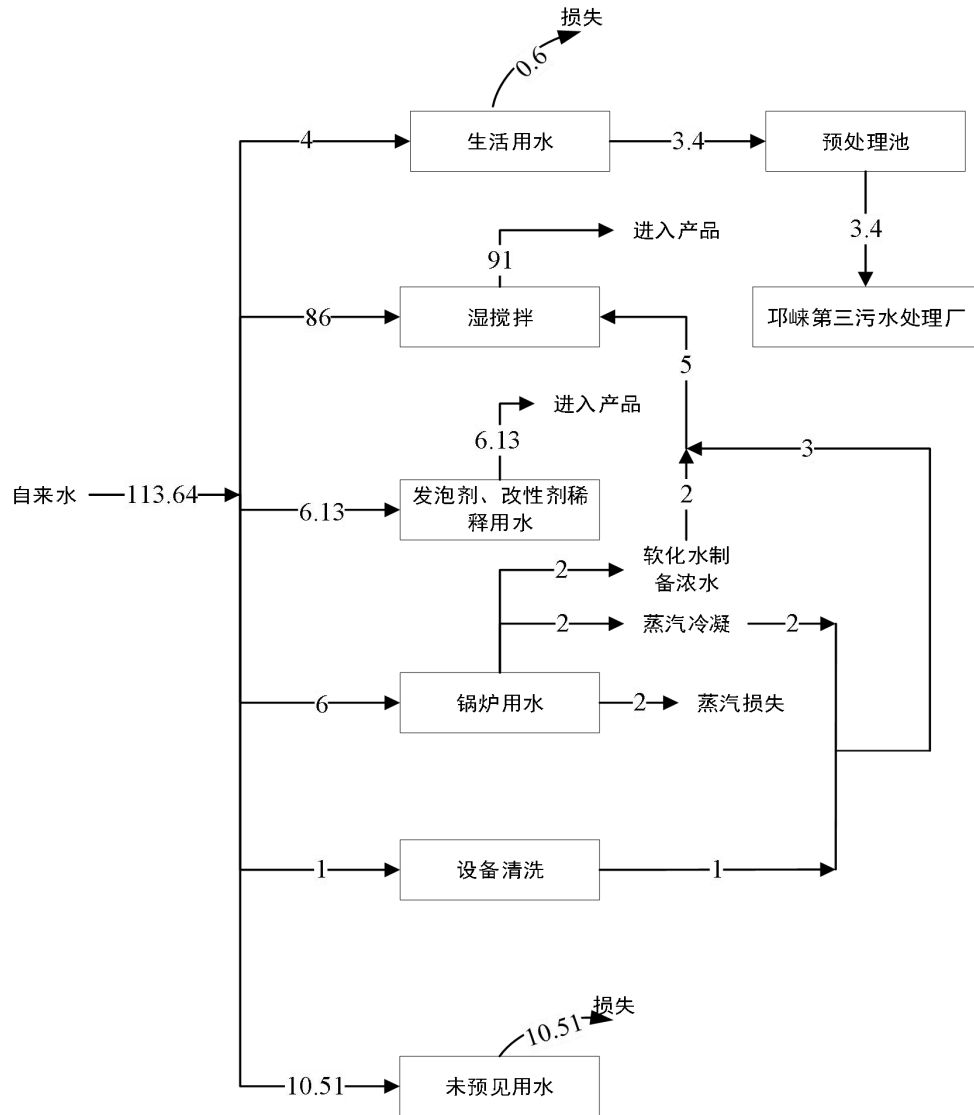 损失
0.6
4
生活用水
3.4
预处理池
3.4
进入产品
91
86
湿搅拌
邛崃第三污水处理厂
5
进入产品
6.13
3
自来水
113.64
6.13
发泡剂、改性剂稀
释用水
2
2
软化水制
备浓水
2
蒸汽冷凝
2
6
锅炉用水
2
蒸汽损失
1
设备清洗
1
损失
10.51
10.51
未预见用水